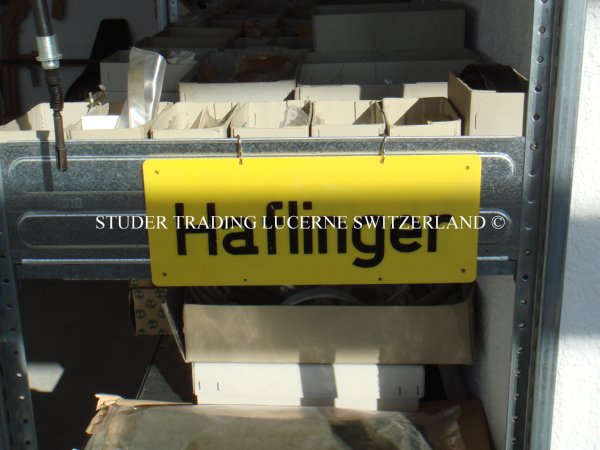 Haflinger
STUDER TRADING LUCERNE SWITZERLAND ©